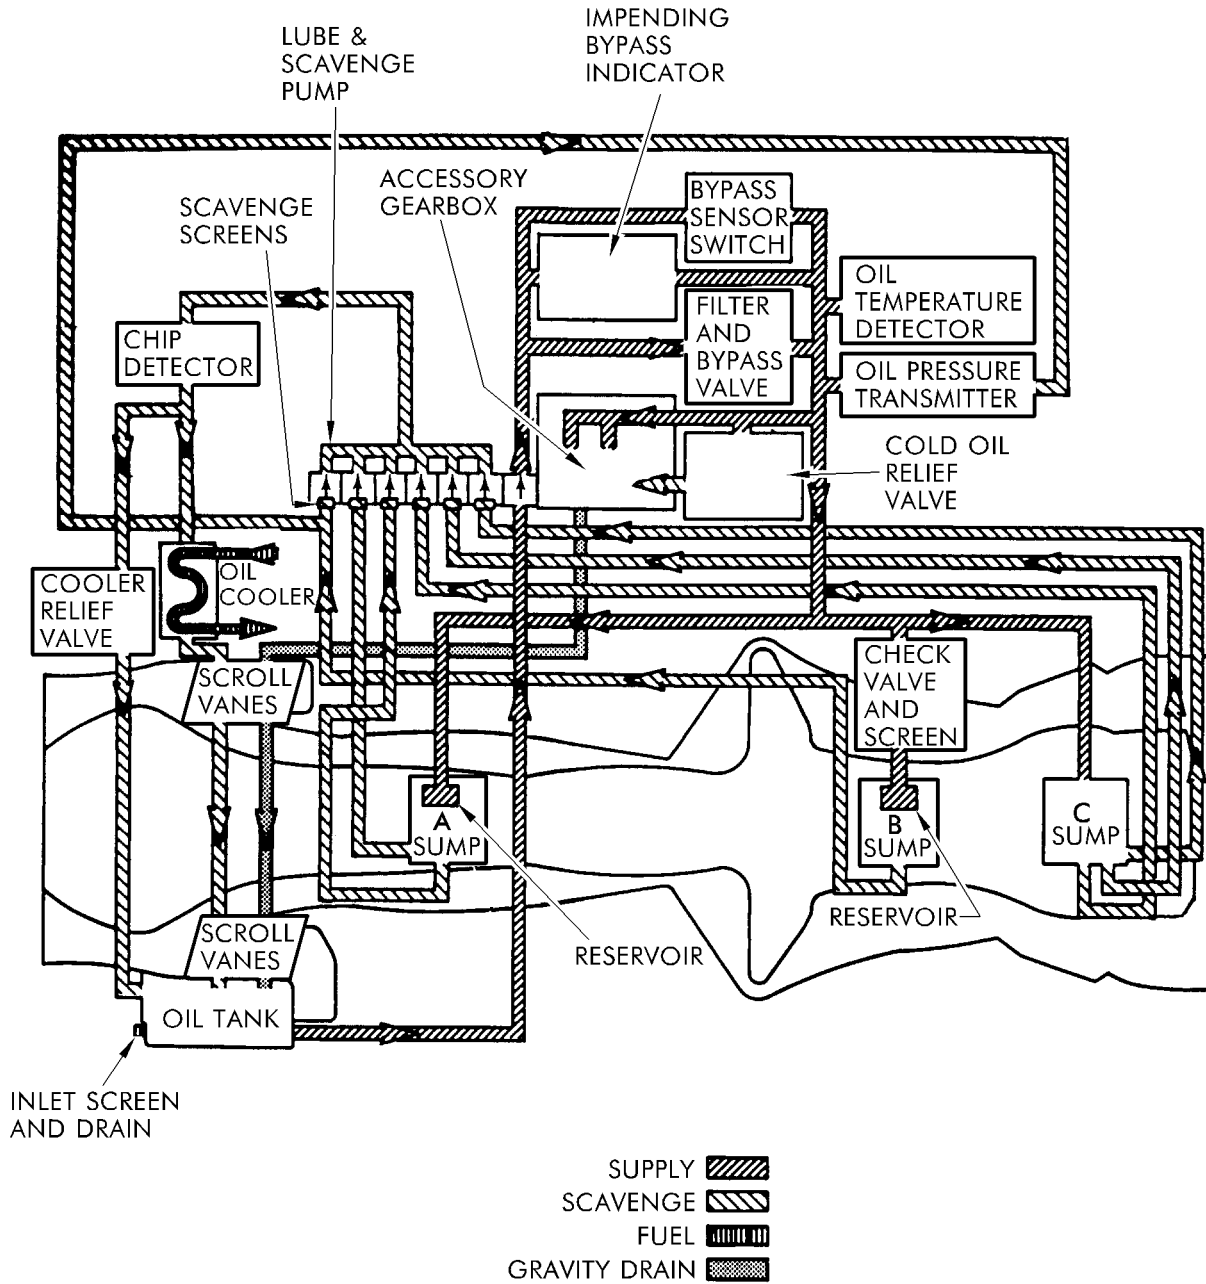 IMPENDING
BYPASS
INDICATOR
LUBE &
SCAVENGE
PUMP
ACCESSORY
GEARBOX
BYPASS
SENSOR
SWITCH
SCAVENGE
SCREENS
OIL
TEMPERATURE
DETECTOR
FILTER
AND
BYPASS
VALVE
CHIP
DETECTOR
OIL PRESSURE
TRANSMITTER
COLD OIL
RELIEF
VALVE
OIL
COOLER
COOLER
RELIEF
VALVE
SCROLL
VANES
CHECK
VALVE
AND
SCREEN
A
SUMP
B
SUMP
C
SUMP
RESERVOIR
SCROLL
VANES
RESERVOIR
OIL TANK
INLET SCREEN
AND DRAIN
SUPPLY
SCAVENGE
FUEL
GRAVITY DRAIN